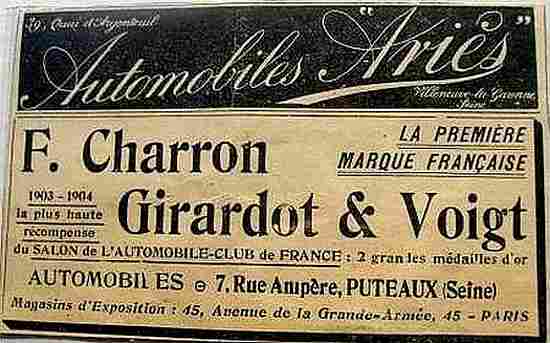 39, Quai d'Argenteuil
Automobiles "Ariès"
Villeneuve-la-Garenne
Seine
F. Charron
LA PREMIÈRE
MARQUE FRANÇAISE
1903-1904
la plus haute
récompense
Girardot & Voigt
du SALON de L'AUTOMOBILE-CLUB de FRANCE : 2 grandes médailles d'or
AUTOMOBILES ⊖ 7, Rue Ampère, PUTEAUX (Seine)
Magasins d'Exposition : 45, Avenue de la Grande-Armée, 45 - PARIS